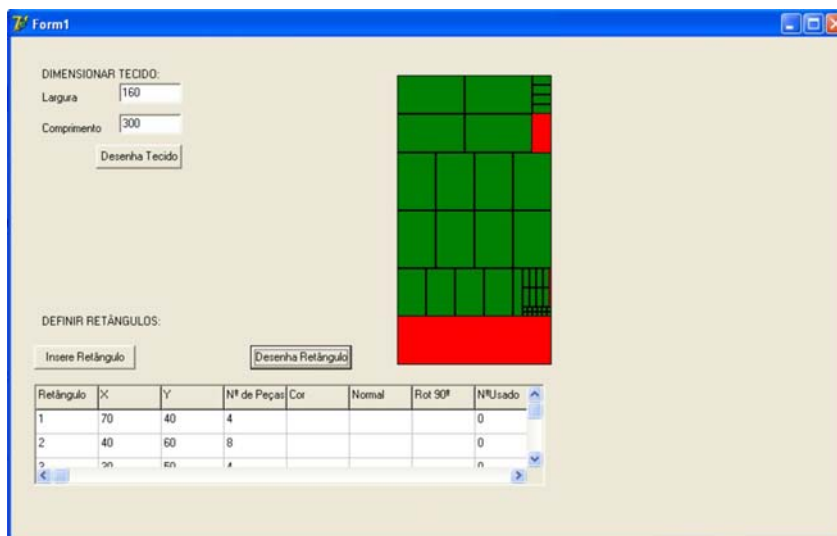 Form1
DIMENSIONAR TECIDO:
Largura 160
Comprimento 300
Desenha Tecido
DEFINIR RETÂNGULOS:
Insere Retângulo Desenha Retângulo
Retângulo X Y Nº de Peças Cor Normal Rot 90º NºUsado
1 70 40 4 0
2 40 60 8 0